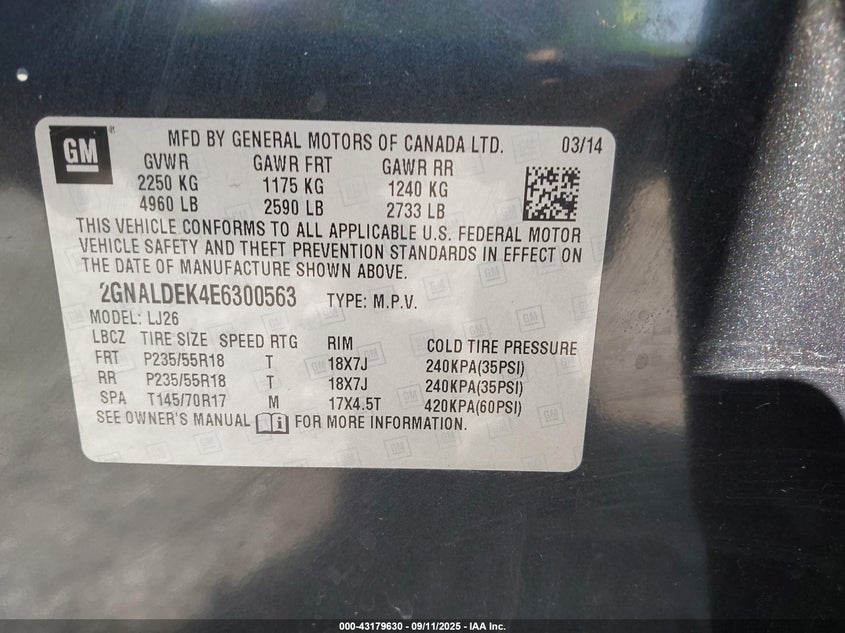 GM
MFD BY GENERAL MOTORS OF CANADA LTD. 03/14
GVWR GAWR FRT GAWR RR
2250 KG 1175 KG 1240 KG
4960 LB 2590 LB 2733 LB
THIS VEHICLE CONFORMS TO ALL APPLICABLE U.S. FEDERAL MOTOR
VEHICLE SAFETY AND THEFT PREVENTION STANDARDS IN EFFECT ON
THE DATE OF MANUFACTURE SHOWN ABOVE.
2GNALDEK4E6300563 TYPE: M.P.V.
MODEL: LJ26
LBCZ TIRE SIZE SPEED RTG RIM COLD TIRE PRESSURE
FRT P235/55R18 T 18X7J 240KPA(35PSI)
RR P235/55R18 T 18X7J 240KPA(35PSI)
SPA T145/70R17 M 17X4.5T 420KPA(60PSI)
SEE OWNER'S MANUAL FOR MORE INFORMATION.
000-43179630 - 09/11/2025 - IAA Inc.